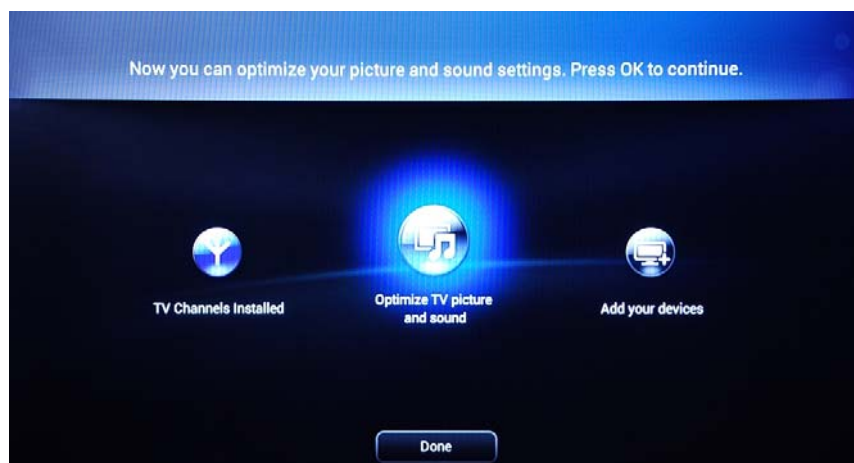 Now you can optimize your picture and sound settings. Press OK to continue.
TV Channels Installed
Optimize TV picture
and sound
Add your devices
Done